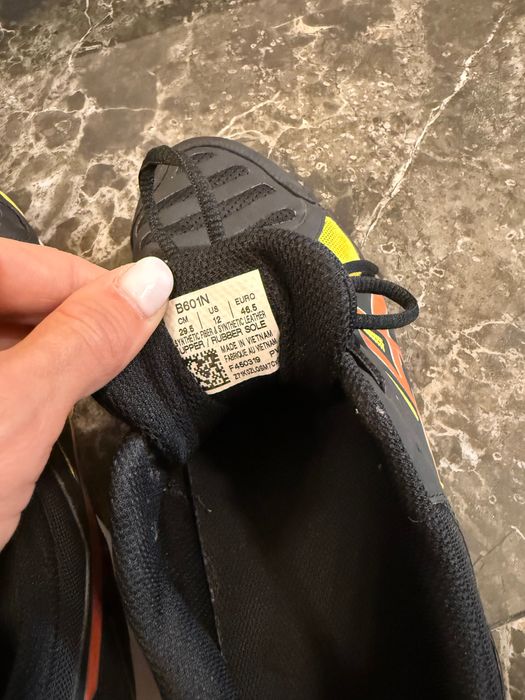 B601N
CM | US | EURO
29.5 | 12 | 46.5
SYNTHETIC FIBER & SYNTHETIC LEATHER
UPPER / RUBBER SOLE
MADE IN VIETNAM
FABRIQUE AU VIETNAM
F450319